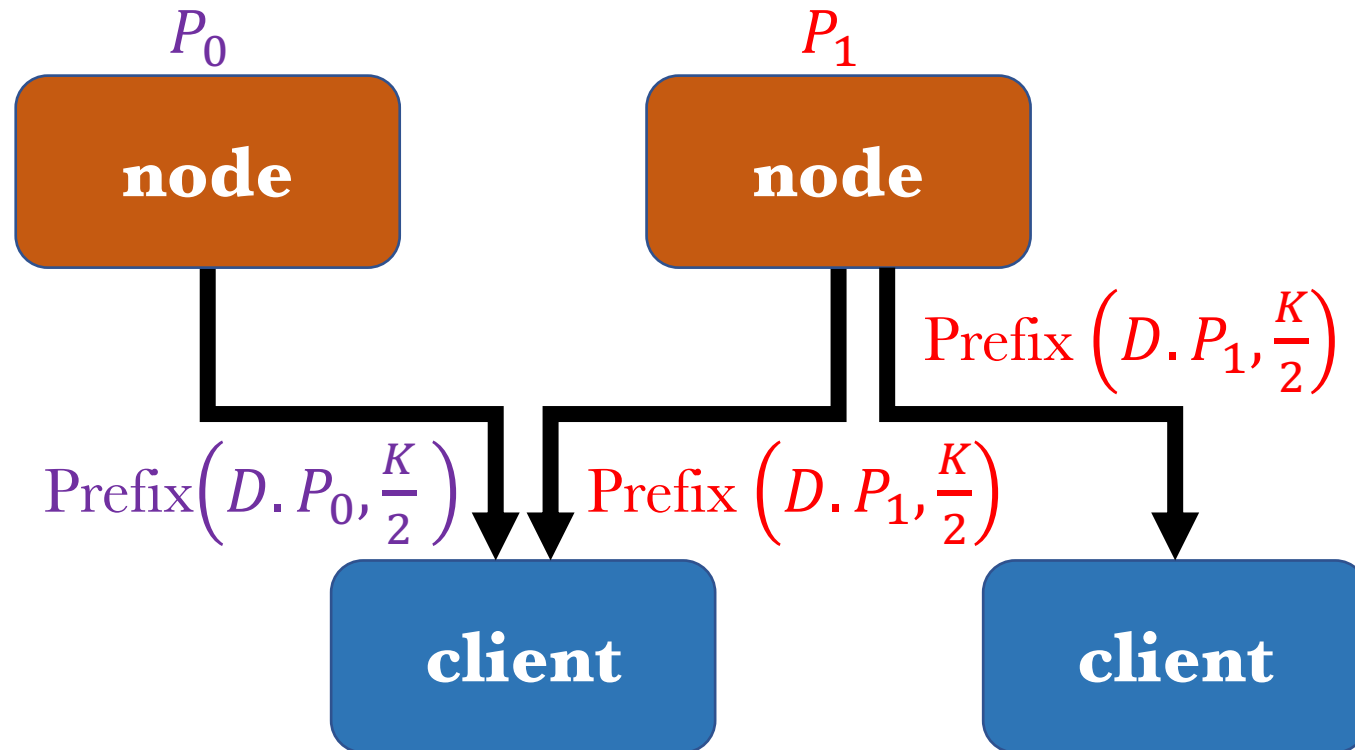 P₀
P₁
node
node
Prefix (D.P₁, K/2)
Prefix(D.P₀, K/2)
Prefix (D.P₁, K/2)
client
client